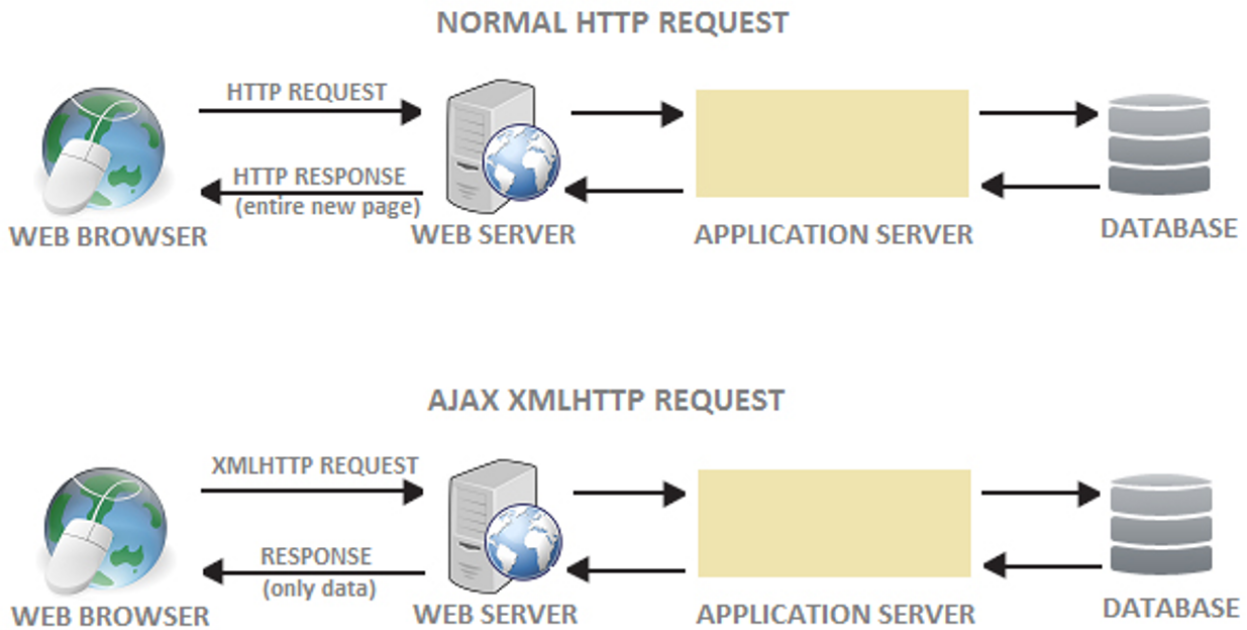 NORMAL HTTP REQUEST
HTTP REQUEST
HTTP RESPONSE
(entire new page)
WEB BROWSER
WEB SERVER
APPLICATION SERVER
DATABASE
AJAX XMLHTTP REQUEST
XMLHTTP REQUEST
RESPONSE
(only data)
WEB BROWSER
WEB SERVER
APPLICATION SERVER
DATABASE